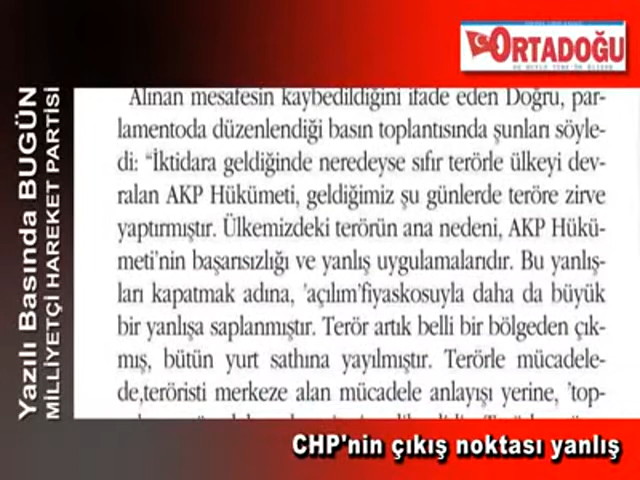 ORTADOĞU
Yazılı Basında BUGÜN
MİLLİYETÇİ HAREKET PARTİSİ
Alınan mesafesin kaybedildiğini ifade eden Doğru, par-
lamentoda düzenlendiği basın toplantısında şunları söyle-
di: “İktidara geldiğinde neredeyse sıfır terörle ülkeyi dev-
ralan AKP Hükümeti, geldiğimiz şu günlerde teröre zirve
yaptırmıştır. Ülkemizdeki terörün ana nedeni, AKP Hükü-
meti'nin başarısızlığı ve yanlış uygulamalarıdır. Bu yanlış-
ları kapatmak adına, 'açılım'fiyaskosuyla daha da büyük
bir yanlışa saplanmıştır. Terör artık belli bir bölgeden çık-
mış, bütün yurt sathına yayılmıştır. Terörle mücadele-
de,teröristi merkeze alan mücadele anlayışı yerine, 'top-
CHP'nin çıkış noktası yanlış